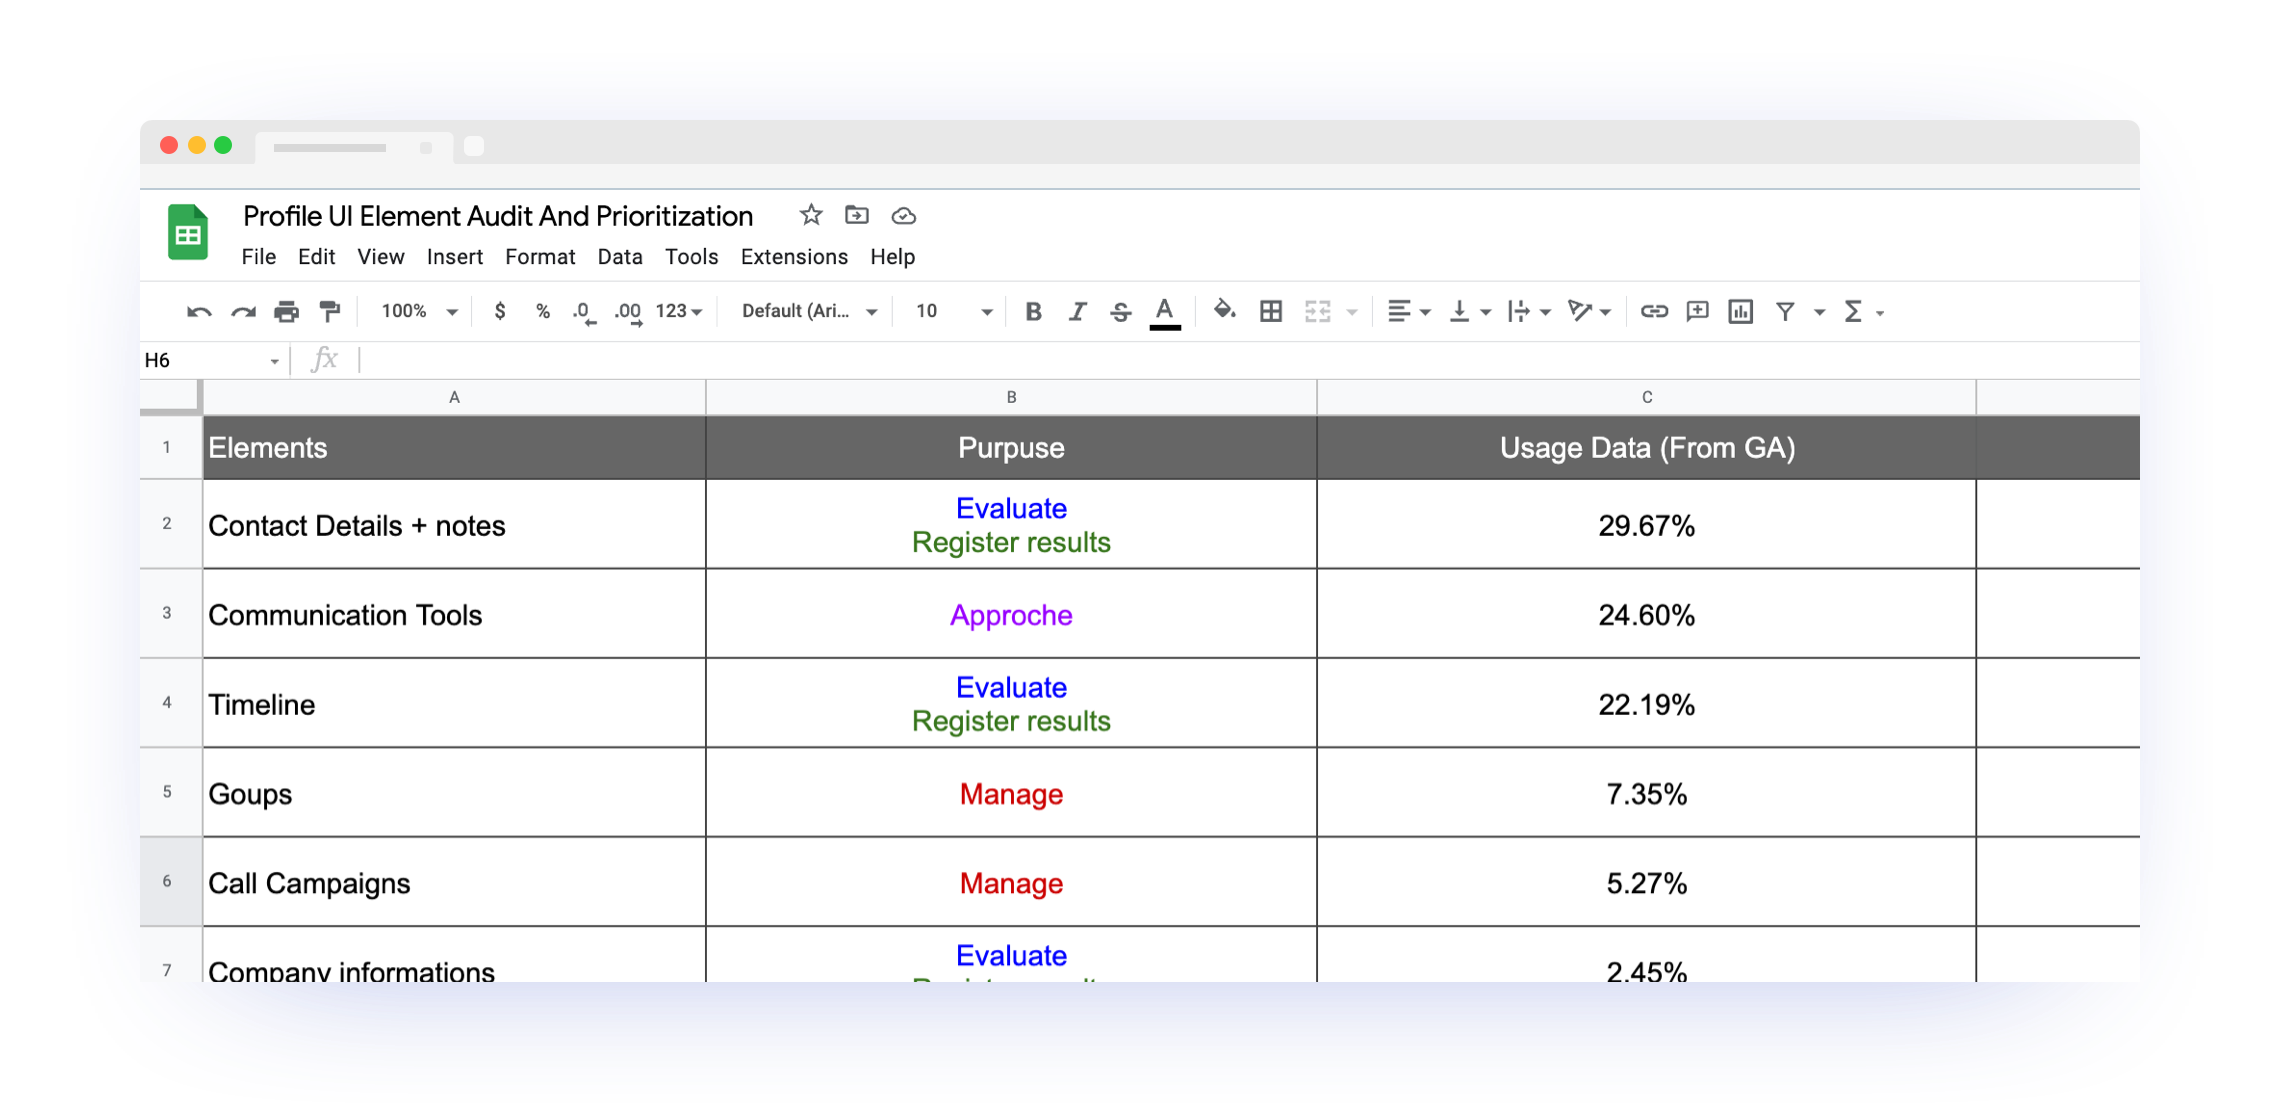 Profile UI Element Audit And Prioritization
File Edit View Insert Format Data Tools Extensions Help
100% $ % .0 .00 123 Default (Ari... 10 B I S A Σ
H6 fx
A B C
1 Elements Purpuse Usage Data (From GA)
2 Contact Details + notes Evaluate 29.67%
Register results
3 Communication Tools Approche 24.60%
4 Timeline Evaluate 22.19%
Register results
5 Goups Manage 7.35%
6 Call Campaigns Manage 5.27%
7 Company informations Evaluate 2.45%